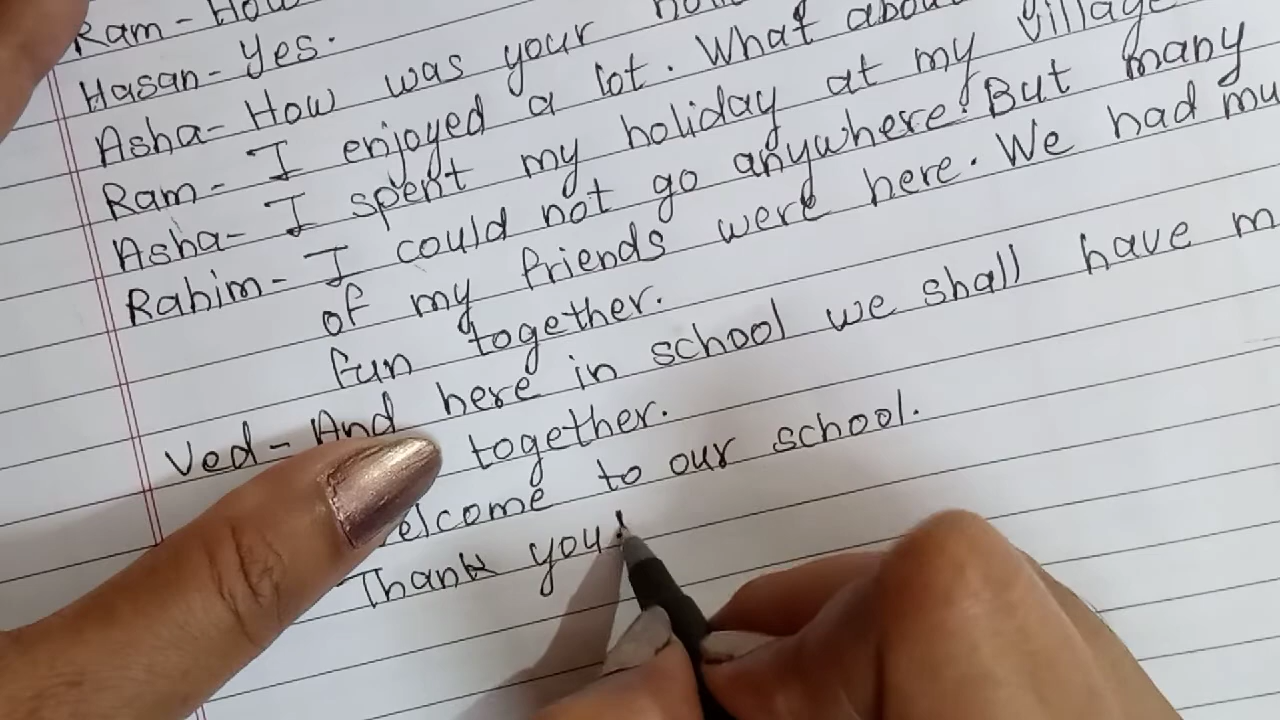 Ram - How
Hasan - Yes.
Asha - How was your
Ram - I enjoyed a lot. What
Asha - I spent my holiday at my village
Rahim - I could not go anywhere! But many
of my friends were here. We had
fun together.
Ved - And here in school we shall have
together.
to our school.
Thank you!